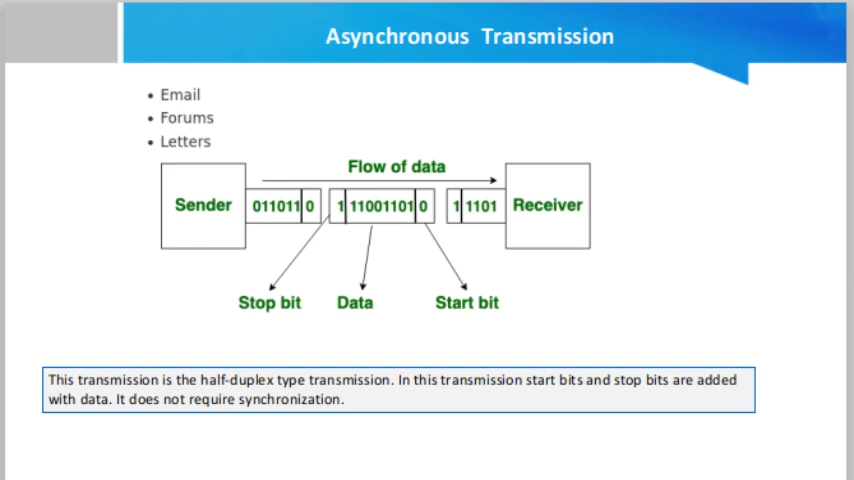 Asynchronous Transmission
• Email
• Forums
• Letters
Flow of data
Sender 011011 0 1 11001101 0 1 1101 Receiver
Stop bit Data Start bit
This transmission is the half-duplex type transmission. In this transmission start bits and stop bits are added
with data. It does not require synchronization.